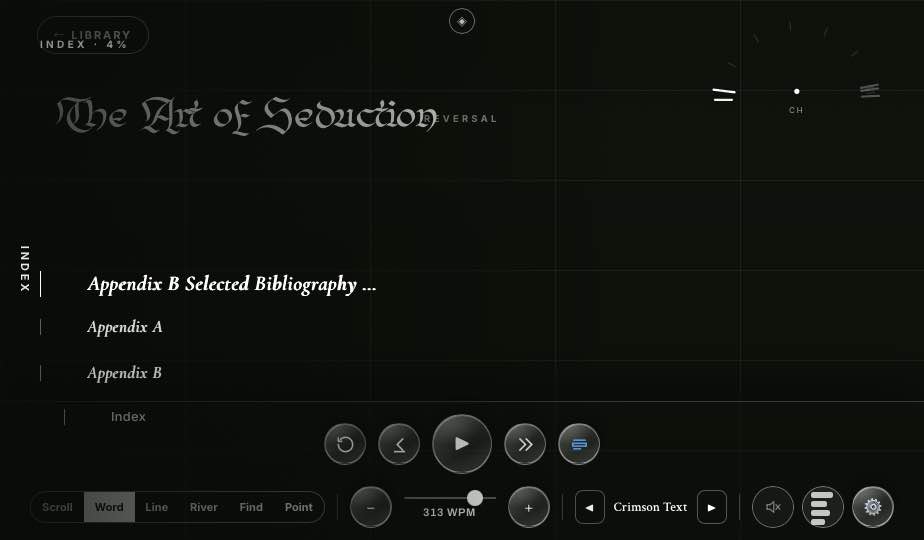 ← LIBRARY
INDEX · 4%
The Art of Seduction
REVERSAL
CH
INDEX
Appendix B Selected Bibliography ...
Appendix A
Appendix B
Index
Scroll Word Line River Find Point
− 313 WPM +
◀ Crimson Text ▶